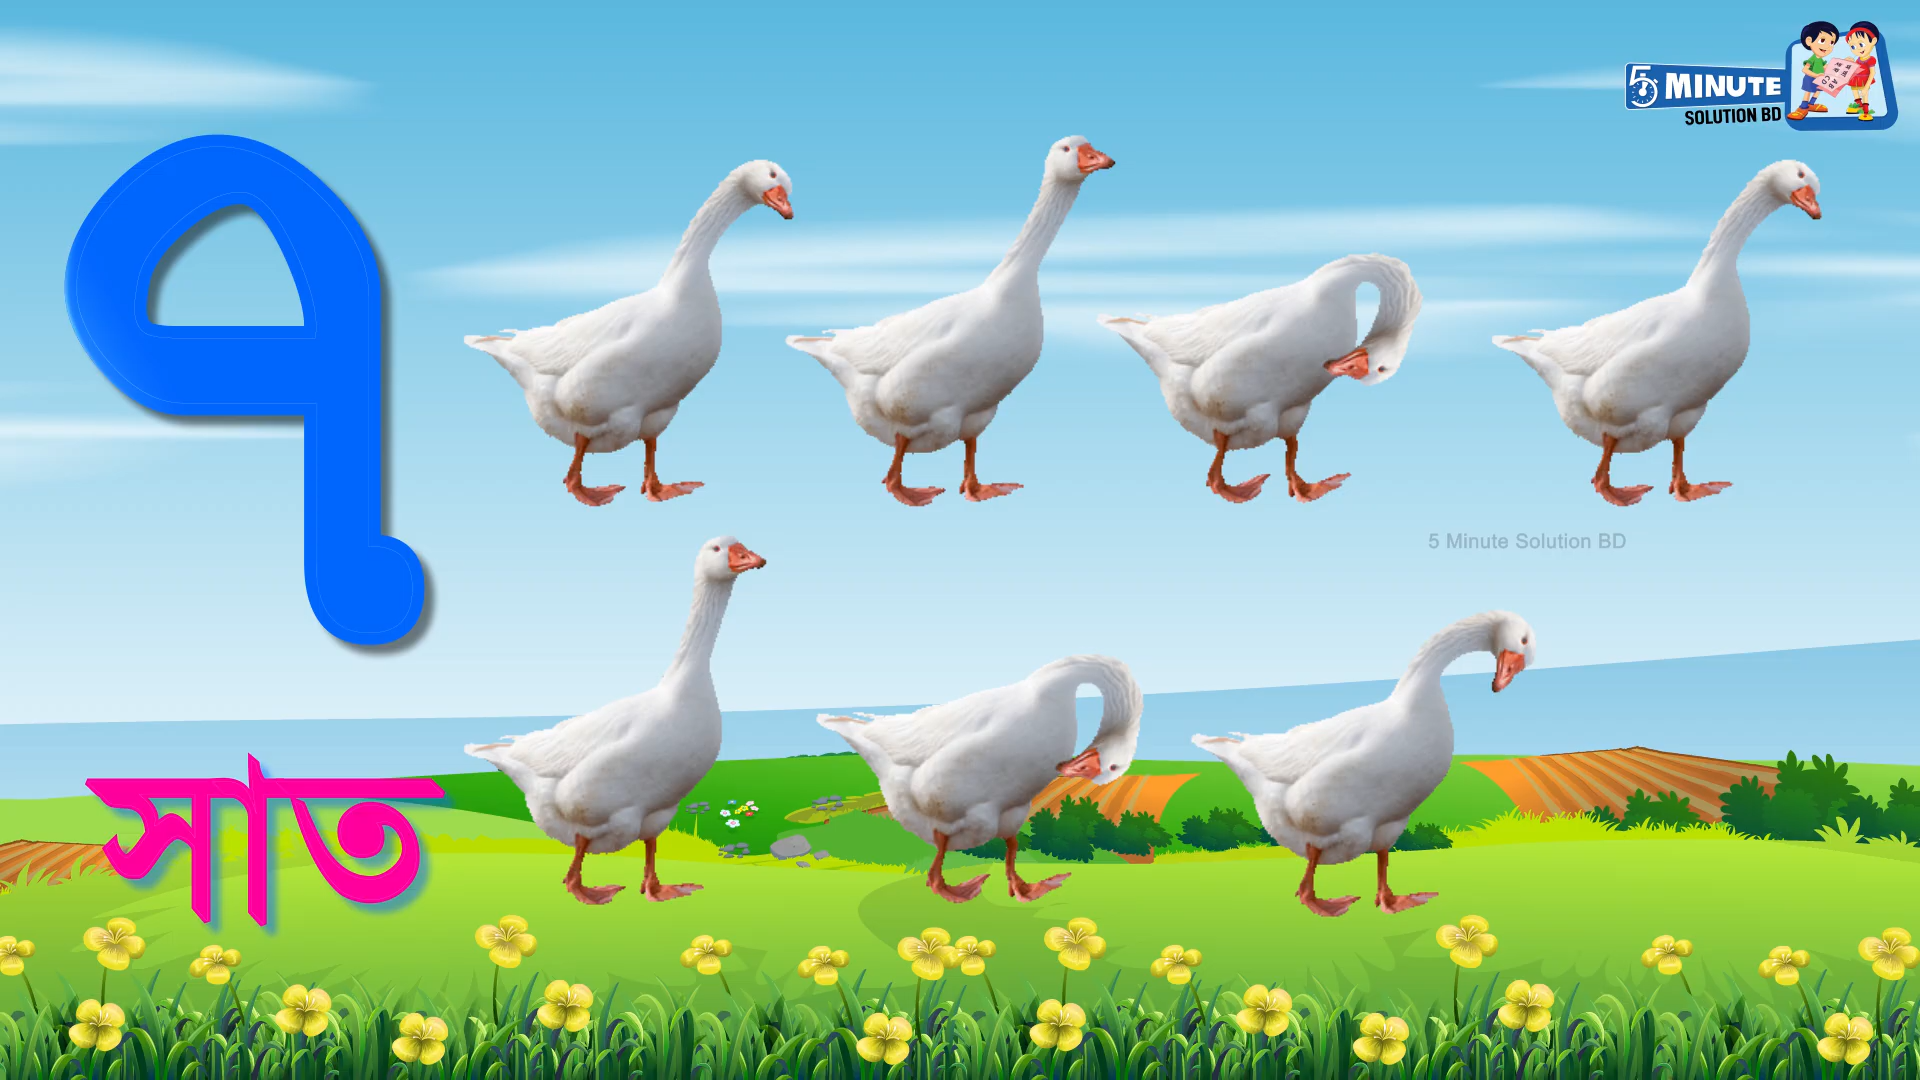 5 MINUTE
SOLUTION BD
৭
5 Minute Solution BD
সাত